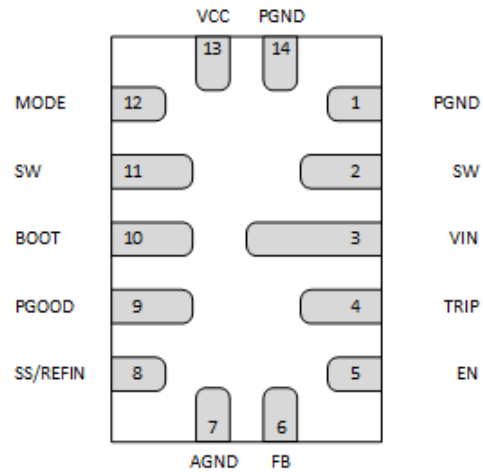 VCC PGND
13 14
MODE 12 1 PGND
SW 11 2 SW
BOOT 10 3 VIN
PGOOD 9 4 TRIP
SS/REFIN 8 5 EN
7 6
AGND FB